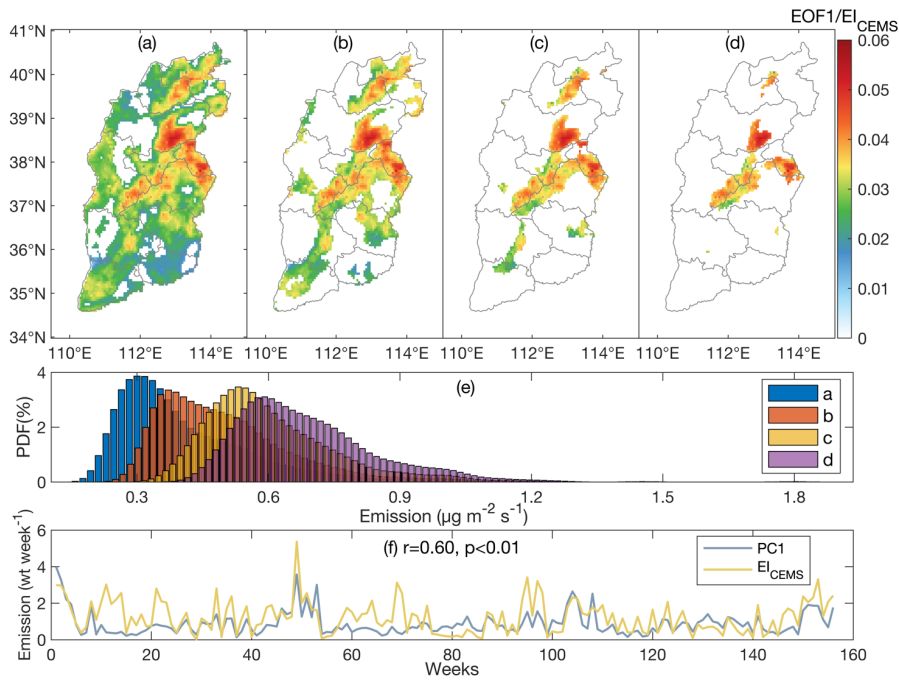 EOF1/EI_CEMS
41°N
40°N
39°N
38°N
37°N
36°N
35°N
34°N
(a)
(b)
(c)
(d)
0.06
0.05
0.04
0.03
0.02
0.01
0
110°E 112°E 114°E 110°E 112°E 114°E 110°E 112°E 114°E 110°E 112°E 114°E
(e)
PDF(%)
4
2
0
a
b
c
d
0.3 0.6 0.9 1.2 1.5 1.8
Emission (μg m⁻² s⁻¹)
(f) r=0.60, p<0.01
Emission (wt week⁻¹)
6
4
2
0
PC1
EI_CEMS
0 20 40 60 80 100 120 140 160
Weeks